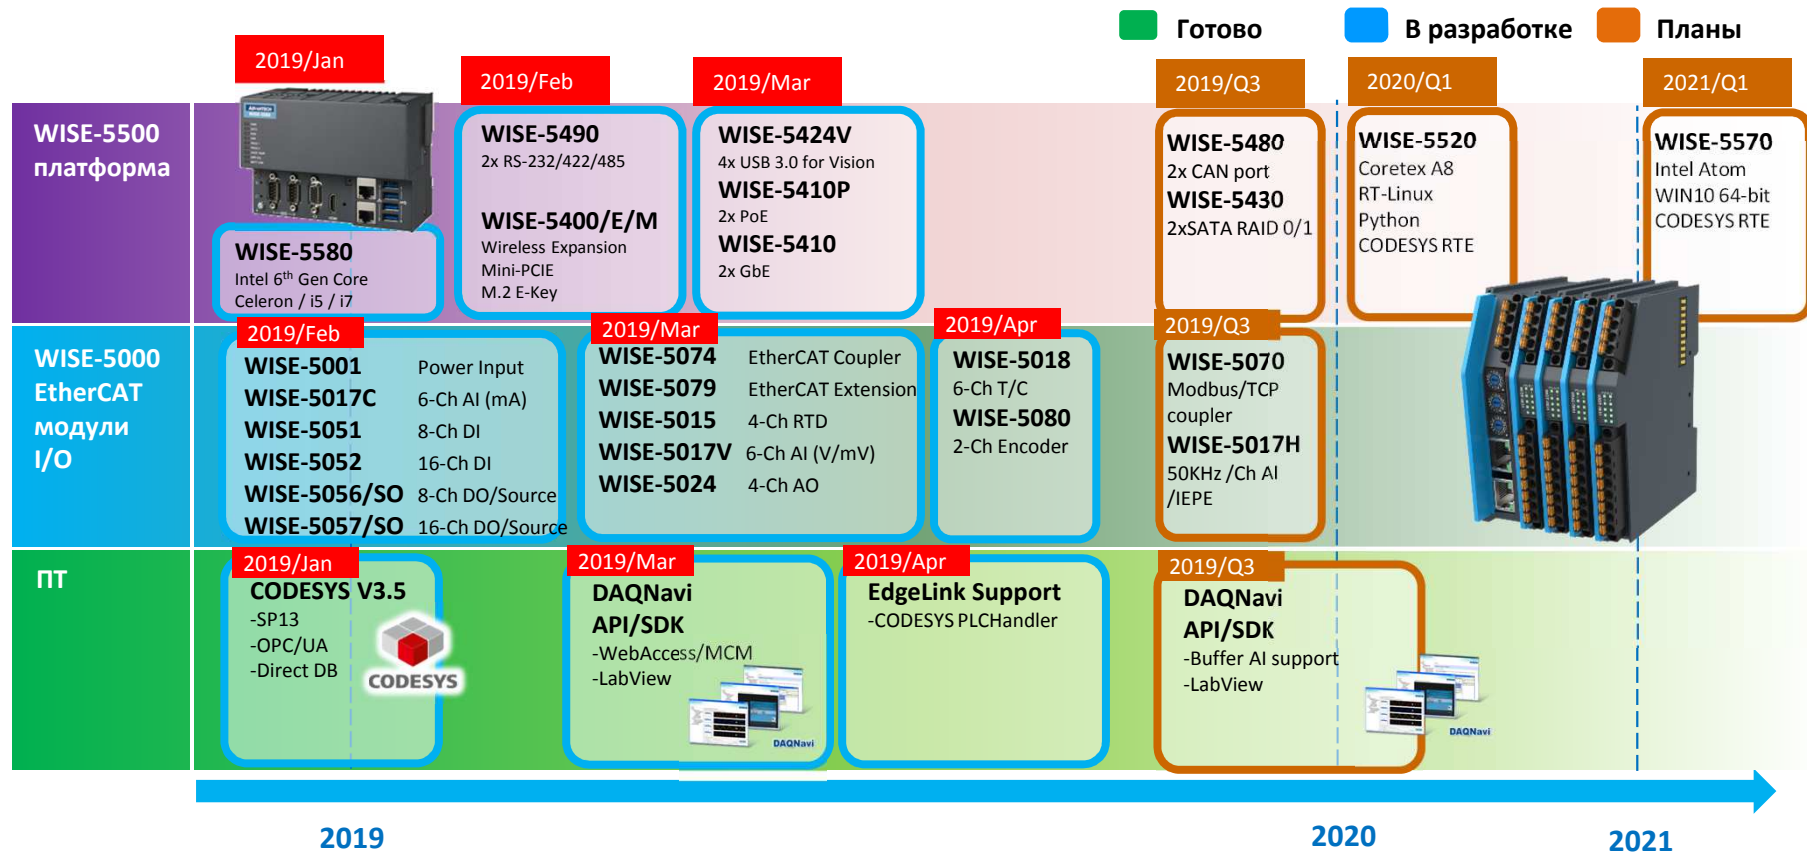 Готово
В разработке
Планы
2019/Jan
2019/Feb
2019/Mar
2019/Q3
2020/Q1
2021/Q1
WISE-5500
платформа
ADVANTECH
WISE-5580
Intel 6th Gen Core
Celeron / i5 / i7
WISE-5490
2x RS-232/422/485
WISE-5400/E/M
Wireless Expansion
Mini-PCIE
M.2 E-Key
WISE-5424V
4x USB 3.0 for Vision
WISE-5410P
2x PoE
WISE-5410
2x GbE
WISE-5480
2x CAN port
WISE-5430
2xSATA RAID 0/1
WISE-5520
Coretex A8
RT-Linux
Python
CODESYS RTE
WISE-5570
Intel Atom
WIN10 64-bit
CODESYS RTE
WISE-5000
EtherCAT
модули
I/O
2019/Feb
WISE-5001 Power Input
WISE-5017C 6-Ch AI (mA)
WISE-5051 8-Ch DI
WISE-5052 16-Ch DI
WISE-5056/SO 8-Ch DO/Source
WISE-5057/SO 16-Ch DO/Source
2019/Mar
WISE-5074 EtherCAT Coupler
WISE-5079 EtherCAT Extension
WISE-5015 4-Ch RTD
WISE-5017V 6-Ch AI (V/mV)
WISE-5024 4-Ch AO
2019/Apr
WISE-5018
6-Ch T/C
WISE-5080
2-Ch Encoder
2019/Q3
WISE-5070
Modbus/TCP
coupler
WISE-5017H
50KHz /Ch AI
/IEPE
ПТ
2019/Jan
CODESYS V3.5
-SP13
-OPC/UA
-Direct DB
CODESYS
2019/Mar
DAQNavi
API/SDK
-WebAccess/MCM
-LabView
DAQNavi
2019/Apr
EdgeLink Support
-CODESYS PLCHandler
2019/Q3
DAQNavi
API/SDK
-Buffer AI support
-LabView
DAQNavi
2019
2020
2021